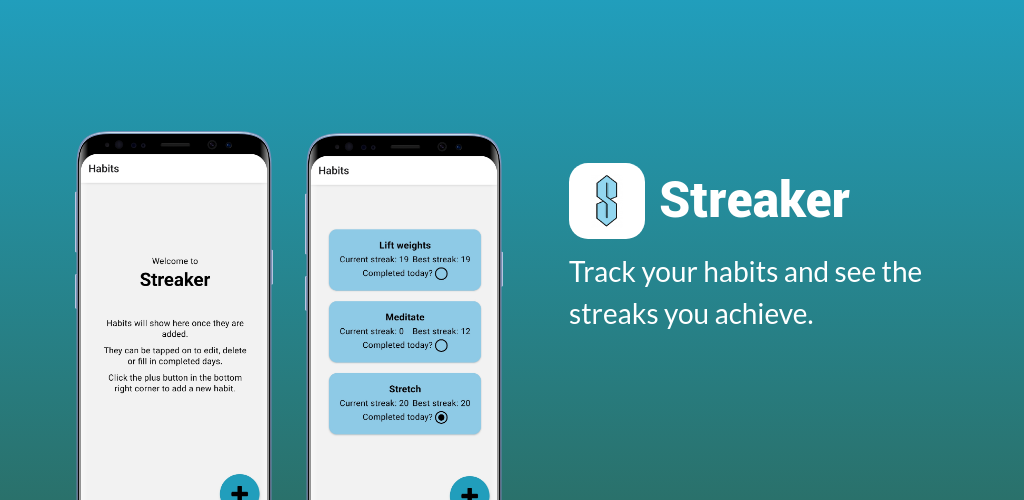 Habits
Welcome to
Streaker
Habits will show here once they are
added.
They can be tapped on to edit, delete
or fill in completed days.
Click the plus button in the bottom
right corner to add a new habit.
Habits
Lift weights
Current streak: 19 Best streak: 19
Completed today?
Meditate
Current streak: 0 Best streak: 12
Completed today?
Stretch
Current streak: 20 Best streak: 20
Completed today?
Streaker
Track your habits and see the
streaks you achieve.